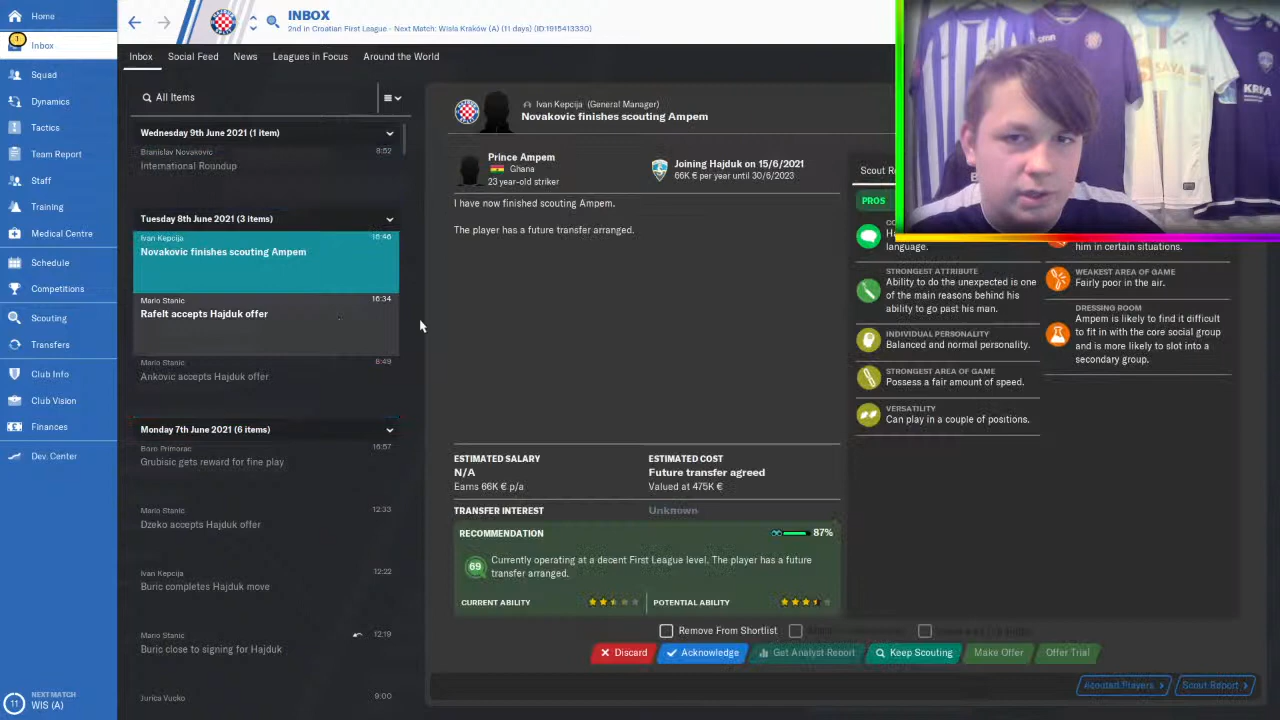 Home
1
Inbox
Squad
Dynamics
Tactics
Team Report
Staff
Training
Medical Centre
Schedule
Competitions
Scouting
Transfers
Club Info
Club Vision
Finances
Dev. Center
11
NEXT MATCH
WIS (A)
INBOX
2nd in Croatian First League - Next Match: Wisła Kraków (A) (11 days) (ID:1915413330)
Inbox
Social Feed
News
Leagues in Focus
Around the World
All Items
Wednesday 9th June 2021 (1 item)
Branislav Novakovic
8:52
International Roundup
Tuesday 8th June 2021 (3 items)
Ivan Kepcija
16:46
Novakovic finishes scouting Ampem
Mario Stanic
16:34
Rafelt accepts Hajduk offer
Mario Stanic
8:49
Ankovic accepts Hajduk offer
Monday 7th June 2021 (6 items)
Boro Primorac
16:57
Grubisic gets reward for fine play
Mario Stanic
12:33
Dzeko accepts Hajduk offer
Ivan Kepcija
12:22
Buric completes Hajduk move
Mario Stanic
12:19
Buric close to signing for Hajduk
Jurica Vucko
9:00
Ivan Kepcija (General Manager)
Novakovic finishes scouting Ampem
Prince Ampem
Ghana
23 year-old striker
Joining Hajduk on 15/6/2021
66K € per year until 30/6/2023
I have now finished scouting Ampem.
The player has a future transfer arranged.
ESTIMATED SALARY
N/A
Earns 66K € p/a
ESTIMATED COST
Future transfer agreed
Valued at 475K €
TRANSFER INTEREST
Unknown
RECOMMENDATION
87%
69
Currently operating at a decent First League level. The player has a future
transfer arranged.
CURRENT ABILITY
POTENTIAL ABILITY
Remove From Shortlist
Discard
Acknowledge
Get Analyst Report
Keep Scouting
Make Offer
Offer Trial
Scouted Players
Scout Report
PROS
language.
STRONGEST ATTRIBUTE
Ability to do the unexpected is one
of the main reasons behind his
ability to go past his man.
INDIVIDUAL PERSONALITY
Balanced and normal personality.
STRONGEST AREA OF GAME
Possess a fair amount of speed.
VERSATILITY
Can play in a couple of positions.
him in certain situations.
WEAKEST AREA OF GAME
Fairly poor in the air.
DRESSING ROOM
Ampem is likely to find it difficult
to fit in with the core social group
and is more likely to slot into a
secondary group.
SAVA
KRKA